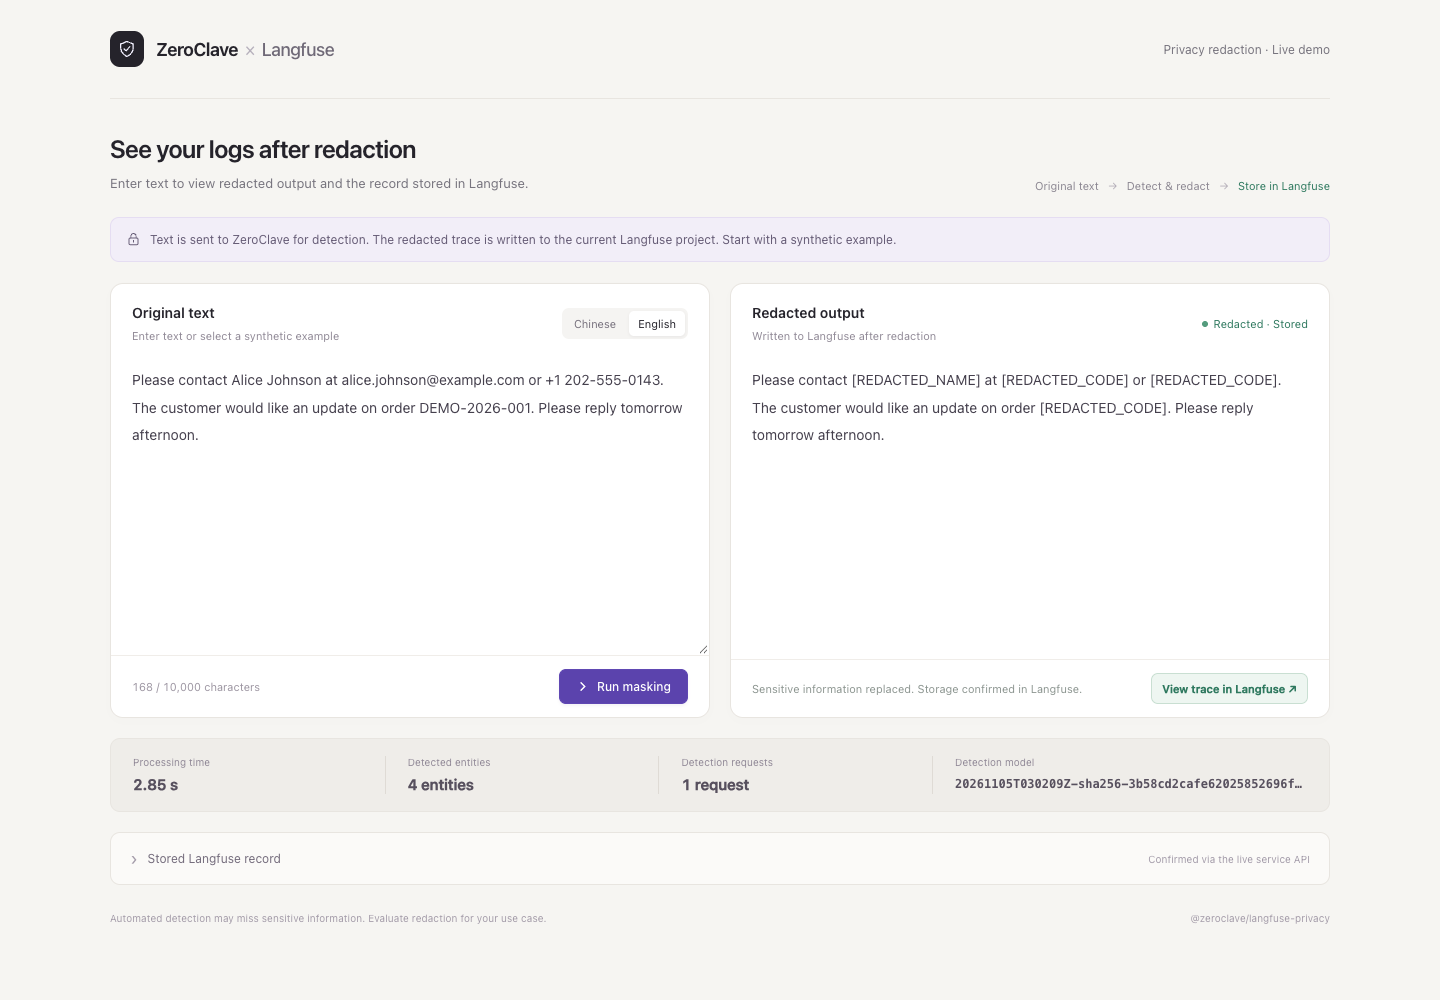 ZeroClave × Langfuse
Privacy redaction · Live demo
See your logs after redaction
Enter text to view redacted output and the record stored in Langfuse.
Original text → Detect & redact → Store in Langfuse
Text is sent to ZeroClave for detection. The redacted trace is written to the current Langfuse project. Start with a synthetic example.
Original text
Enter text or select a synthetic example
Chinese English
Please contact Alice Johnson at alice.johnson@example.com or +1 202-555-0143.
The customer would like an update on order DEMO-2026-001. Please reply tomorrow
afternoon.
168 / 10,000 characters
Run masking
Redacted output
Written to Langfuse after redaction
Redacted · Stored
Please contact [REDACTED_NAME] at [REDACTED_CODE] or [REDACTED_CODE].
The customer would like an update on order [REDACTED_CODE]. Please reply
tomorrow afternoon.
Sensitive information replaced. Storage confirmed in Langfuse.
View trace in Langfuse ↗
Processing time
2.85 s
Detected entities
4 entities
Detection requests
1 request
Detection model
20261105T030209Z-sha256-3b58cd2cafe62025852696f…
Stored Langfuse record
Confirmed via the live service API
Automated detection may miss sensitive information. Evaluate redaction for your use case.
@zeroclave/langfuse-privacy